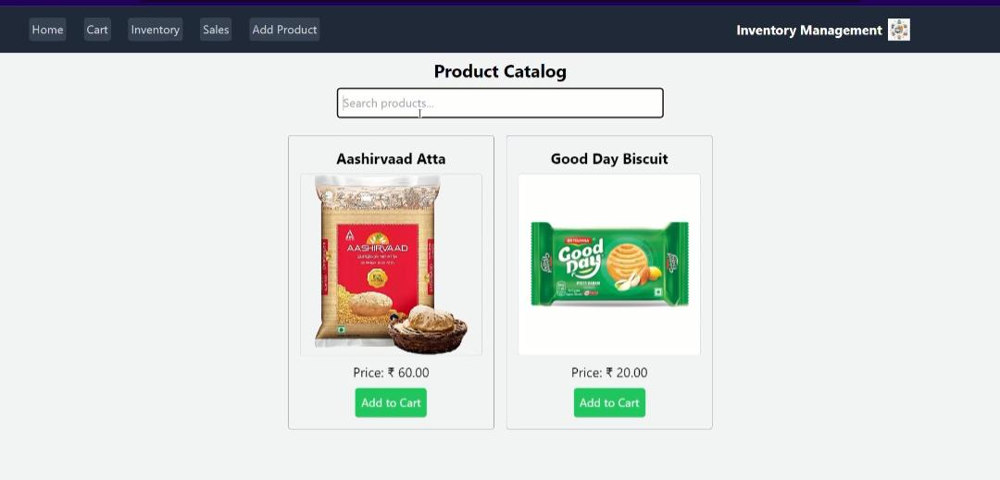 Home Cart Inventory Sales Add Product Inventory Management
Product Catalog
Search products...
Aashirvaad Atta
Good Day Biscuit
AASHIRVAAD
BRITANNIA
Good
Day
Price: ₹ 60.00
Price: ₹ 20.00
Add to Cart
Add to Cart